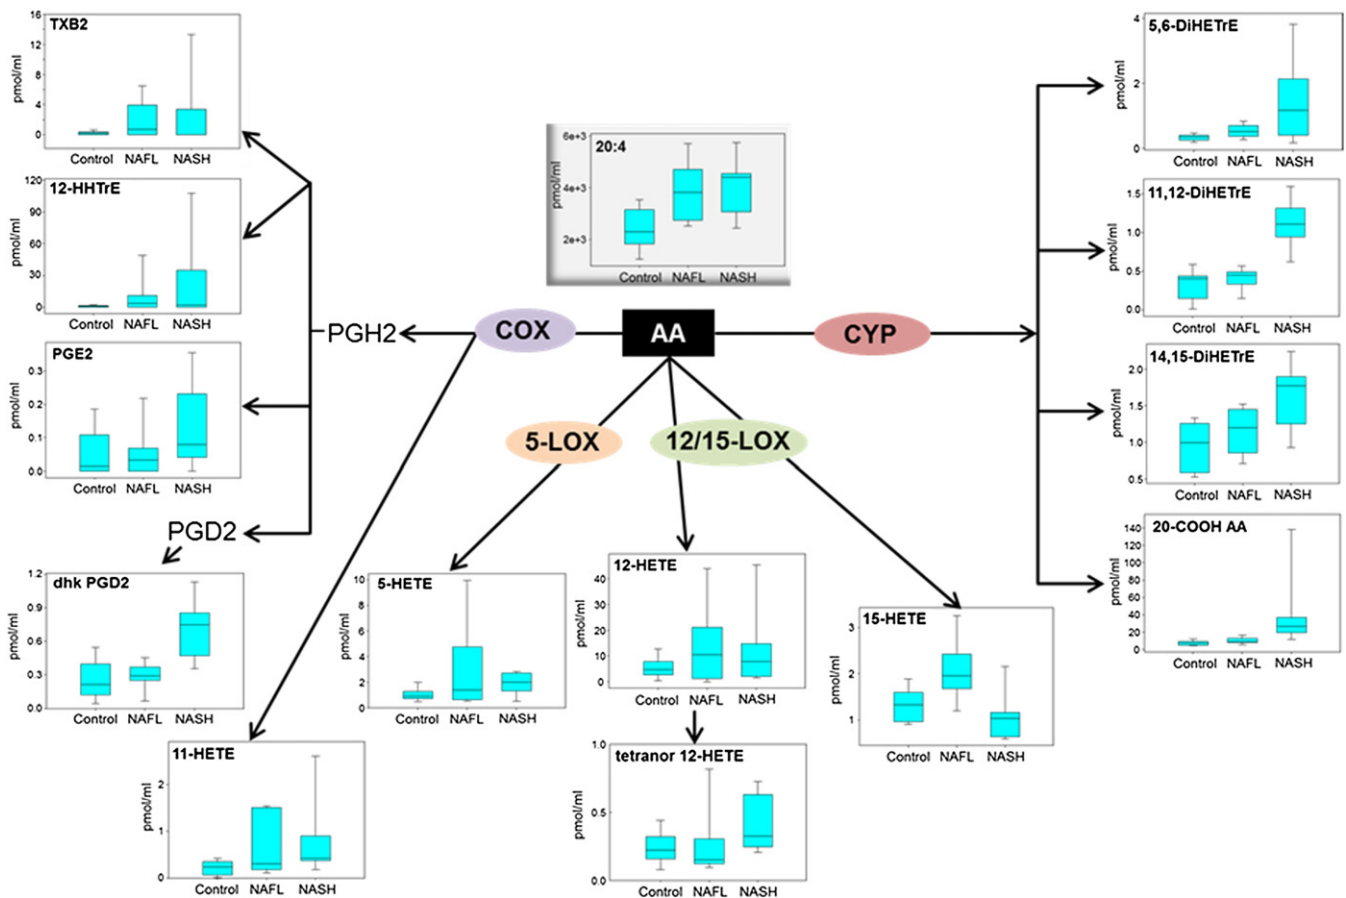 TXB2
16
12
8
4
0
pmol/ml
Control NAFL NASH
12-HHTrE
120
90
60
30
0
pmol/ml
Control NAFL NASH
PGE2
0.3
0.2
0.1
0.0
pmol/ml
Control NAFL NASH
PGD2
dhk PGD2
1.2
0.9
0.6
0.3
0.0
pmol/ml
Control NAFL NASH
11-HETE
2
1
0
pmol/ml
Control NAFL NASH
PGH2
COX
AA
CYP
5-LOX
12/15-LOX
20:4
6e+3
4e+3
2e+3
pmol/ml
Control NAFL NASH
5-HETE
10
8
6
4
2
0
pmol/ml
Control NAFL NASH
12-HETE
40
30
20
10
0
pmol/ml
Control NAFL NASH
tetranor 12-HETE
1.0
0.5
0.0
pmol/ml
Control NAFL NASH
15-HETE
3
2
1
pmol/ml
Control NAFL NASH
5,6-DiHETrE
4
2
0
pmol/ml
Control NAFL NASH
11,12-DiHETrE
1.5
1.0
0.5
0.0
pmol/ml
Control NAFL NASH
14,15-DiHETrE
2.0
1.5
1.0
0.5
pmol/ml
Control NAFL NASH
20-COOH AA
140
120
100
80
60
40
20
0
pmol/ml
Control NAFL NASH